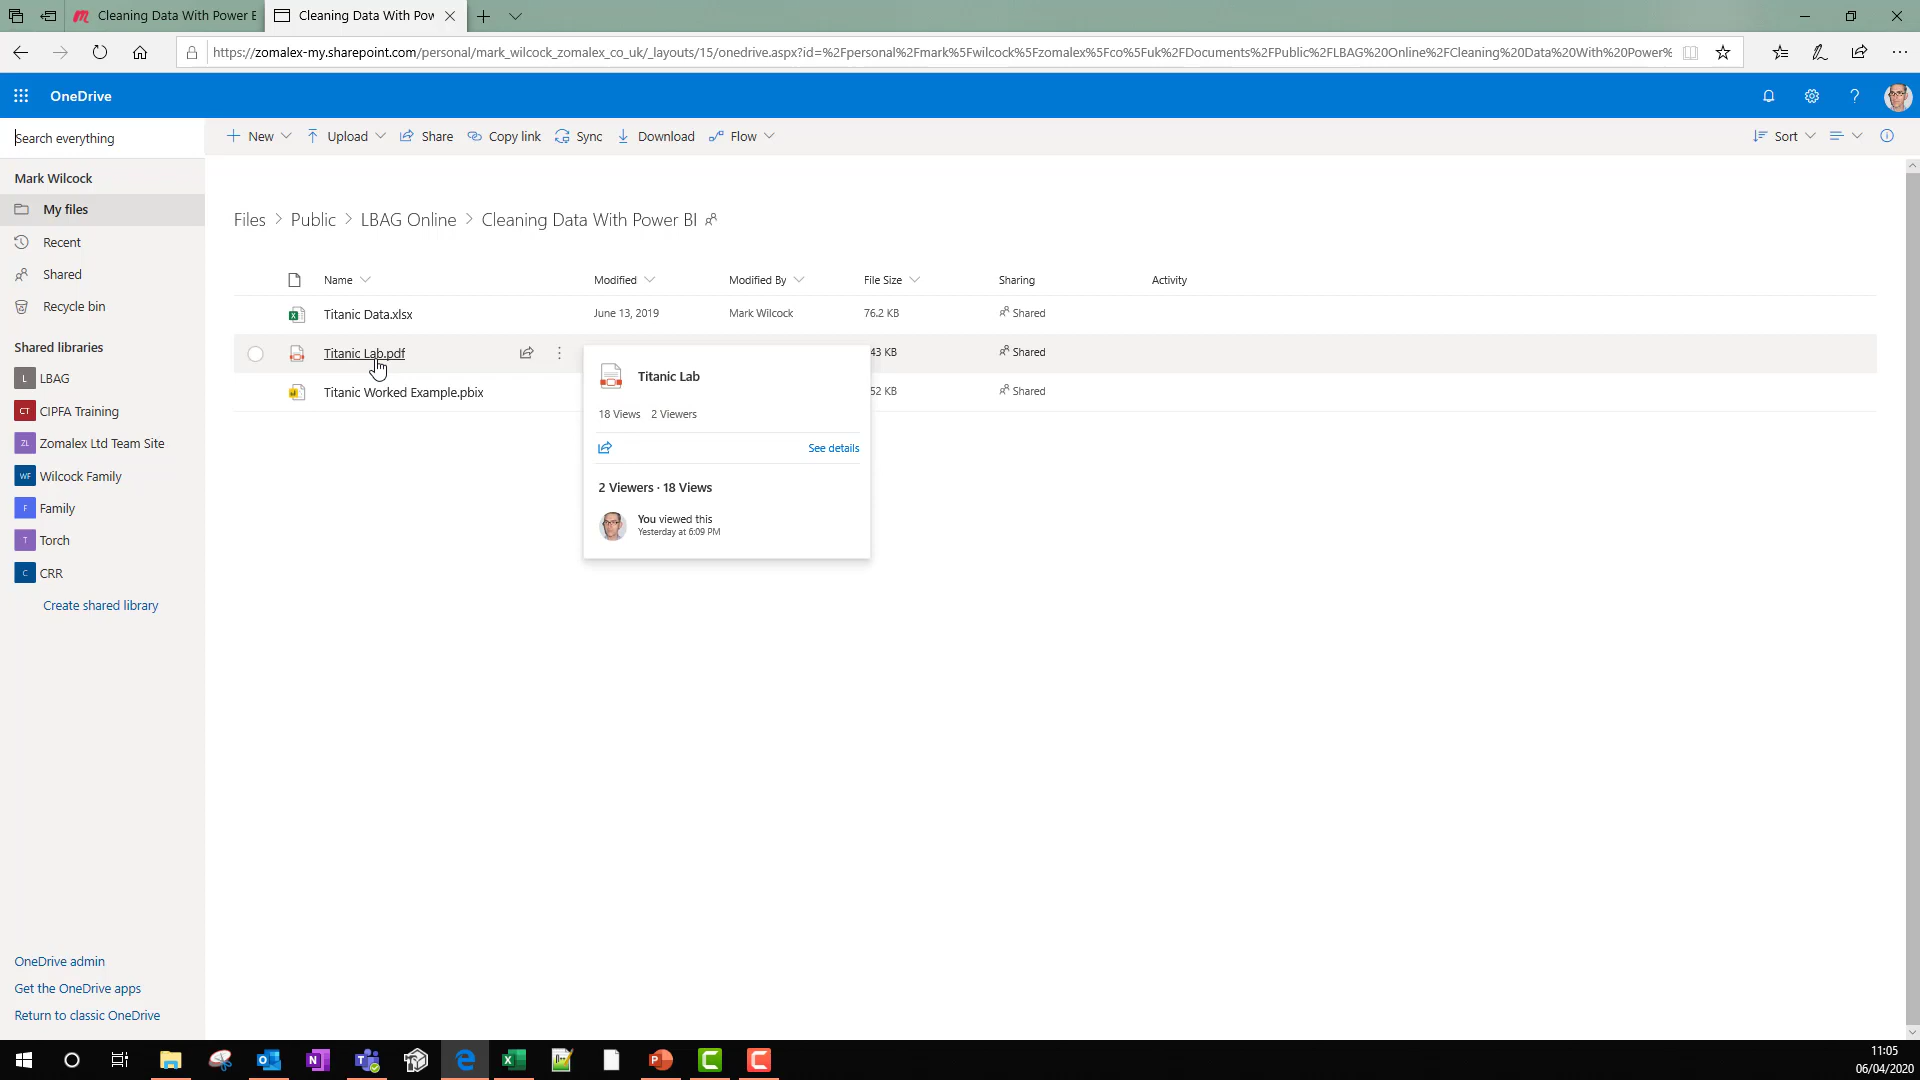 Cleaning Data With Power B
Cleaning Data With Pow
https://zomalex-my.sharepoint.com/personal/mark_wilcock_zomalex_co_uk/_layouts/15/onedrive.aspx?id=%2Fpersonal%2Fmark%5Fwilcock%5Fzomalex%5Fco%5Fuk%2FDocuments%2FPublic%2FLBAG%20Online%2FCleaning%20Data%20With%20Power%
OneDrive
Search everything
New Upload Share Copy link Sync Download Flow Sort
Mark Wilcock
My files
Recent
Shared
Recycle bin
Shared libraries
L LBAG
CT CIPFA Training
ZL Zomalex Ltd Team Site
WF Wilcock Family
F Family
T Torch
C CRR
Create shared library
OneDrive admin
Get the OneDrive apps
Return to classic OneDrive
Files > Public > LBAG Online > Cleaning Data With Power BI
Name Modified Modified By File Size Sharing Activity
Titanic Data.xlsx June 13, 2019 Mark Wilcock 76.2 KB Shared
Titanic Lab.pdf 43 KB Shared
Titanic Worked Example.pbix 52 KB Shared
Titanic Lab
18 Views 2 Viewers
See details
2 Viewers · 18 Views
You viewed this
Yesterday at 6:09 PM
11:05
06/04/2020